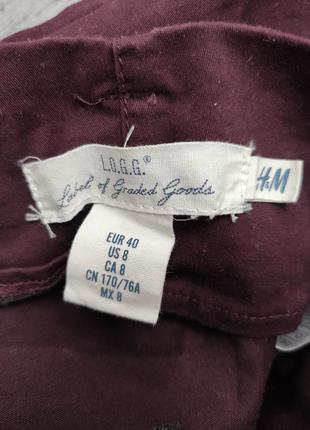 L.O.G.G.®
Label of Graded Goods
H&M
EUR 40
US 8
CA 8
CN 170/76A
MX 8